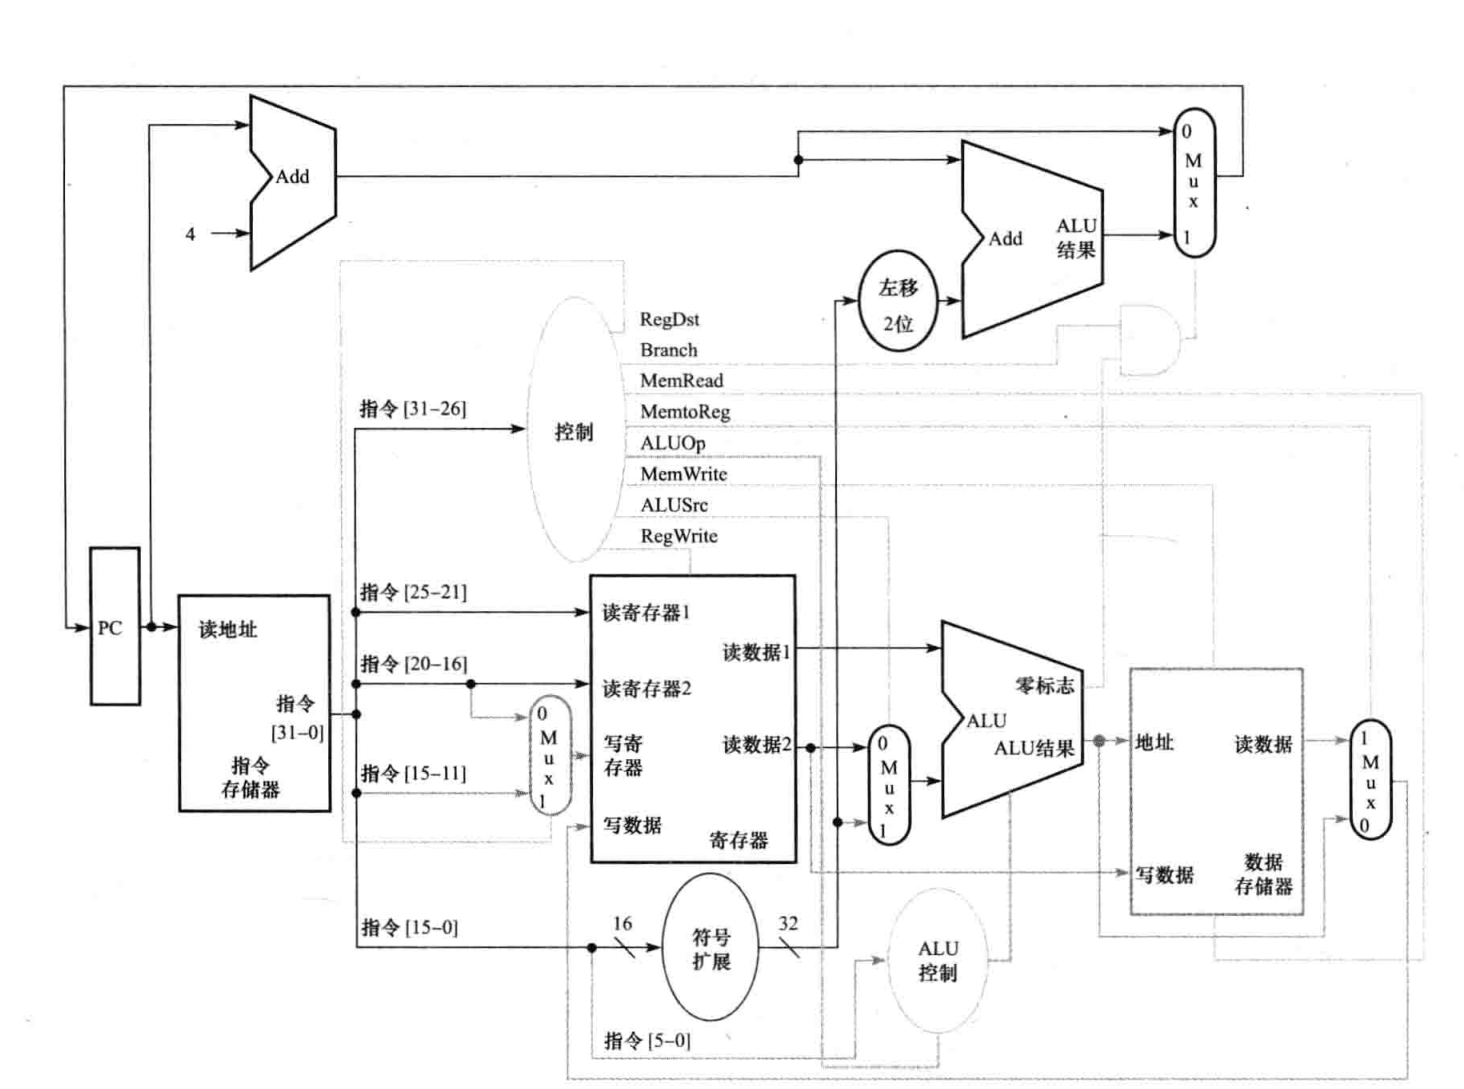 Add
4
0
M
u
x
1
Add
ALU
结果
左移
2位
RegDst
Branch
MemRead
MemtoReg
ALUOp
MemWrite
ALUSrc
RegWrite
控制
指令 [31–26]
指令 [25–21]
指令 [20–16]
指令 [15–11]
指令 [15–0]
指令 [5–0]
PC
读地址
指令
[31–0]
指令
存储器
0
M
u
x
1
读寄存器1
读寄存器2
写寄
存器
写数据
读数据1
读数据2
寄存器
16
符号
扩展
32
0
M
u
x
1
零标志
ALU
ALU结果
ALU
控制
地址
读数据
写数据
数据
存储器
1
M
u
x
0